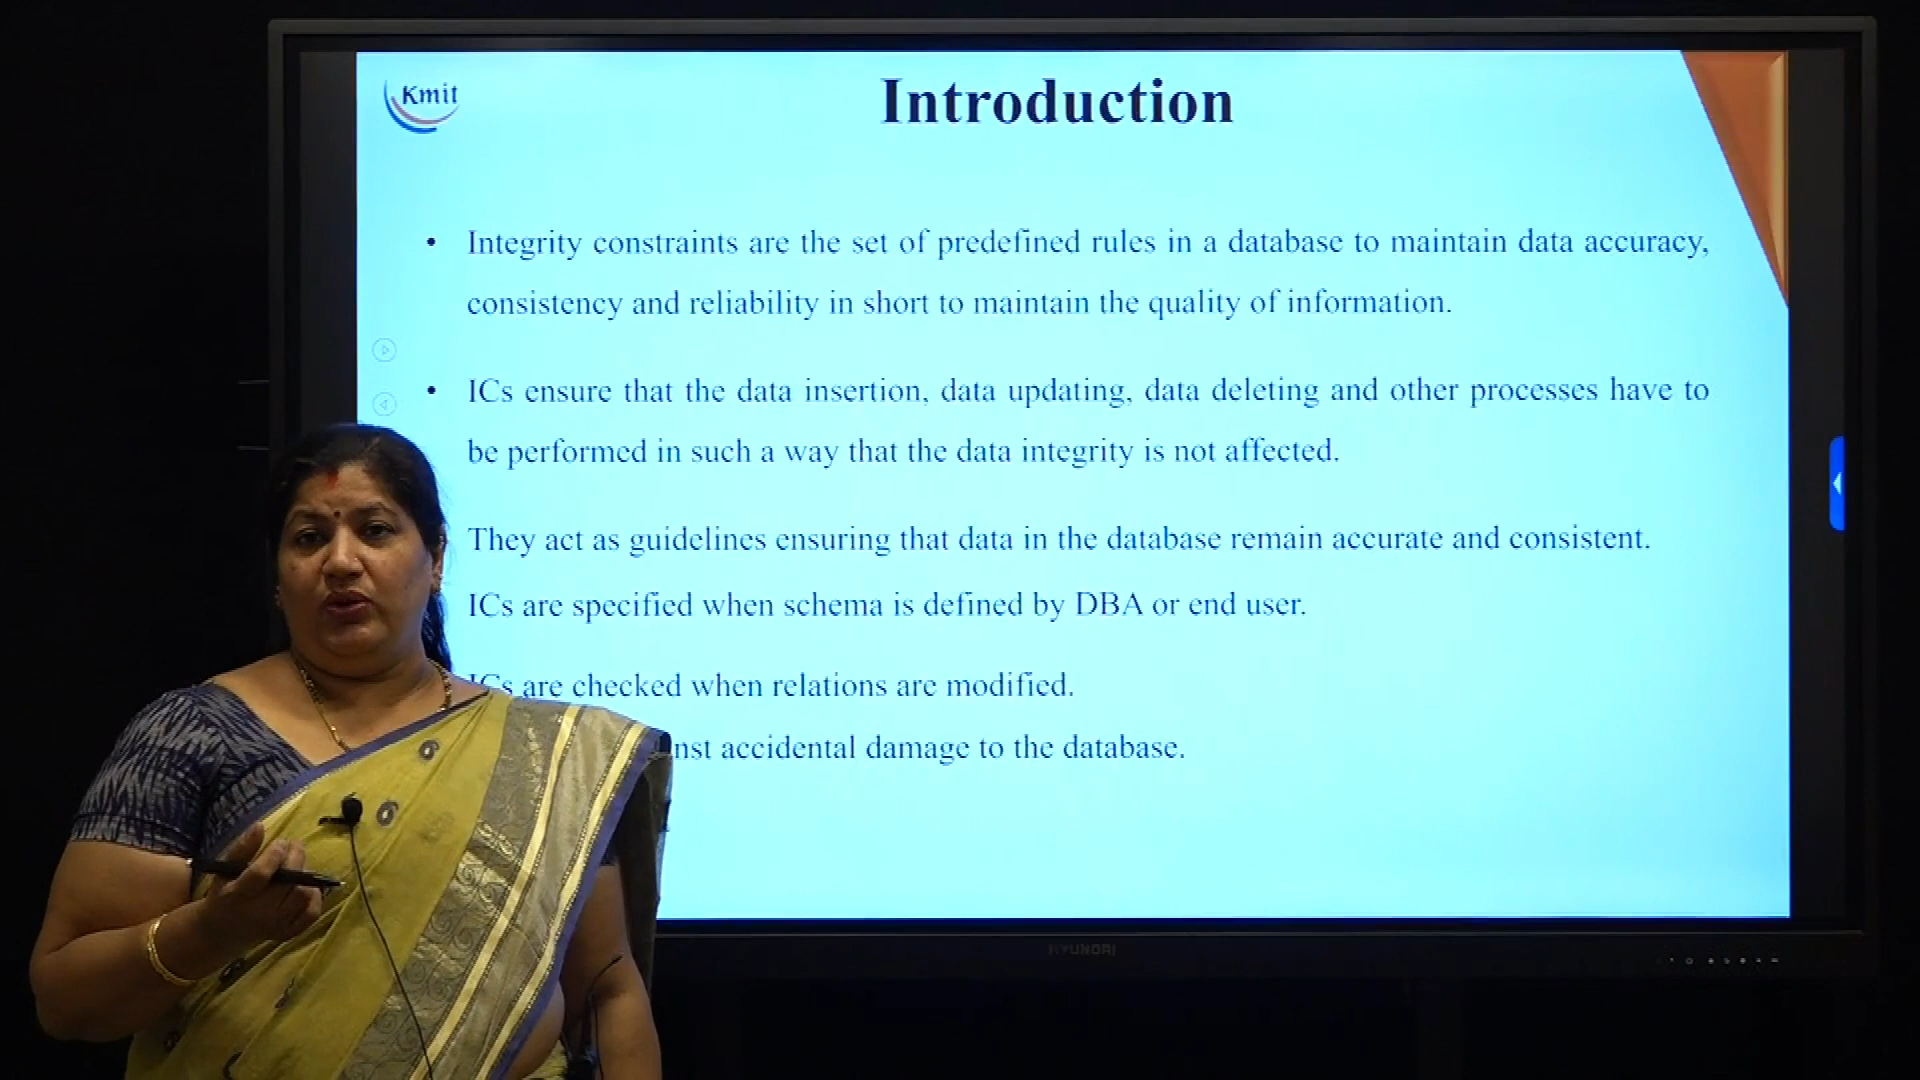 Kmit
Introduction
• Integrity constraints are the set of predefined rules in a database to maintain data accuracy,
consistency and reliability in short to maintain the quality of information.
• ICs ensure that the data insertion, data updating, data deleting and other processes have to
be performed in such a way that the data integrity is not affected.
They act as guidelines ensuring that data in the database remain accurate and consistent.
ICs are specified when schema is defined by DBA or end user.
ICs are checked when relations are modified.
accidental damage to the database.
HYUNDAI